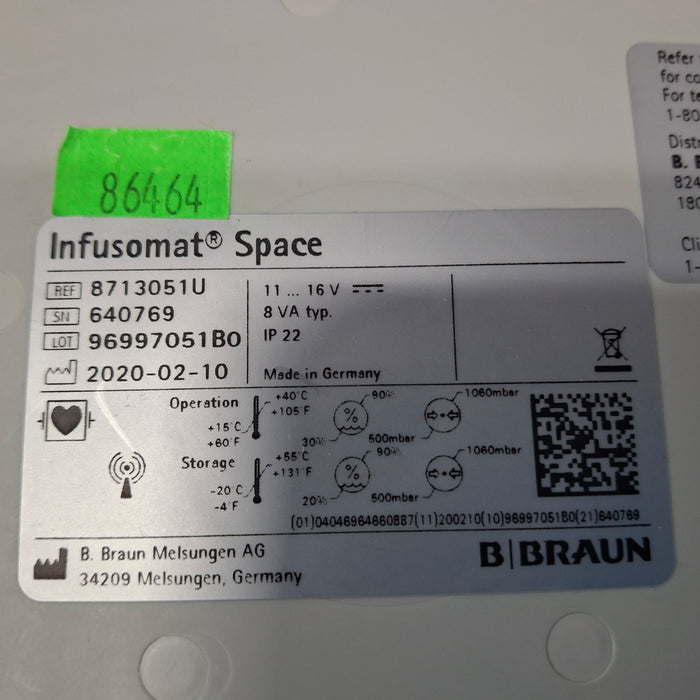 86464
Infusomat® Space
REF 8713051U
SN 640769
LOT 96997051B0
2020-02-10
11 ... 16 V
8 VA typ.
IP 22
Made in Germany
Operation
+40°C
+105°F
+15°C
+60°F
90%
%
30%
1060mbar
500mbar
Storage
+55°C
+131°F
-20°C
-4°F
90%
%
20%
1060mbar
500mbar
(01)04046964660887(11)200210(10)96997051B0(21)640769
B. Braun Melsungen AG
34209 Melsungen, Germany
B|BRAUN
Refer
for co
For te
1-80
Distr
B. B
824
180
Cli
1-